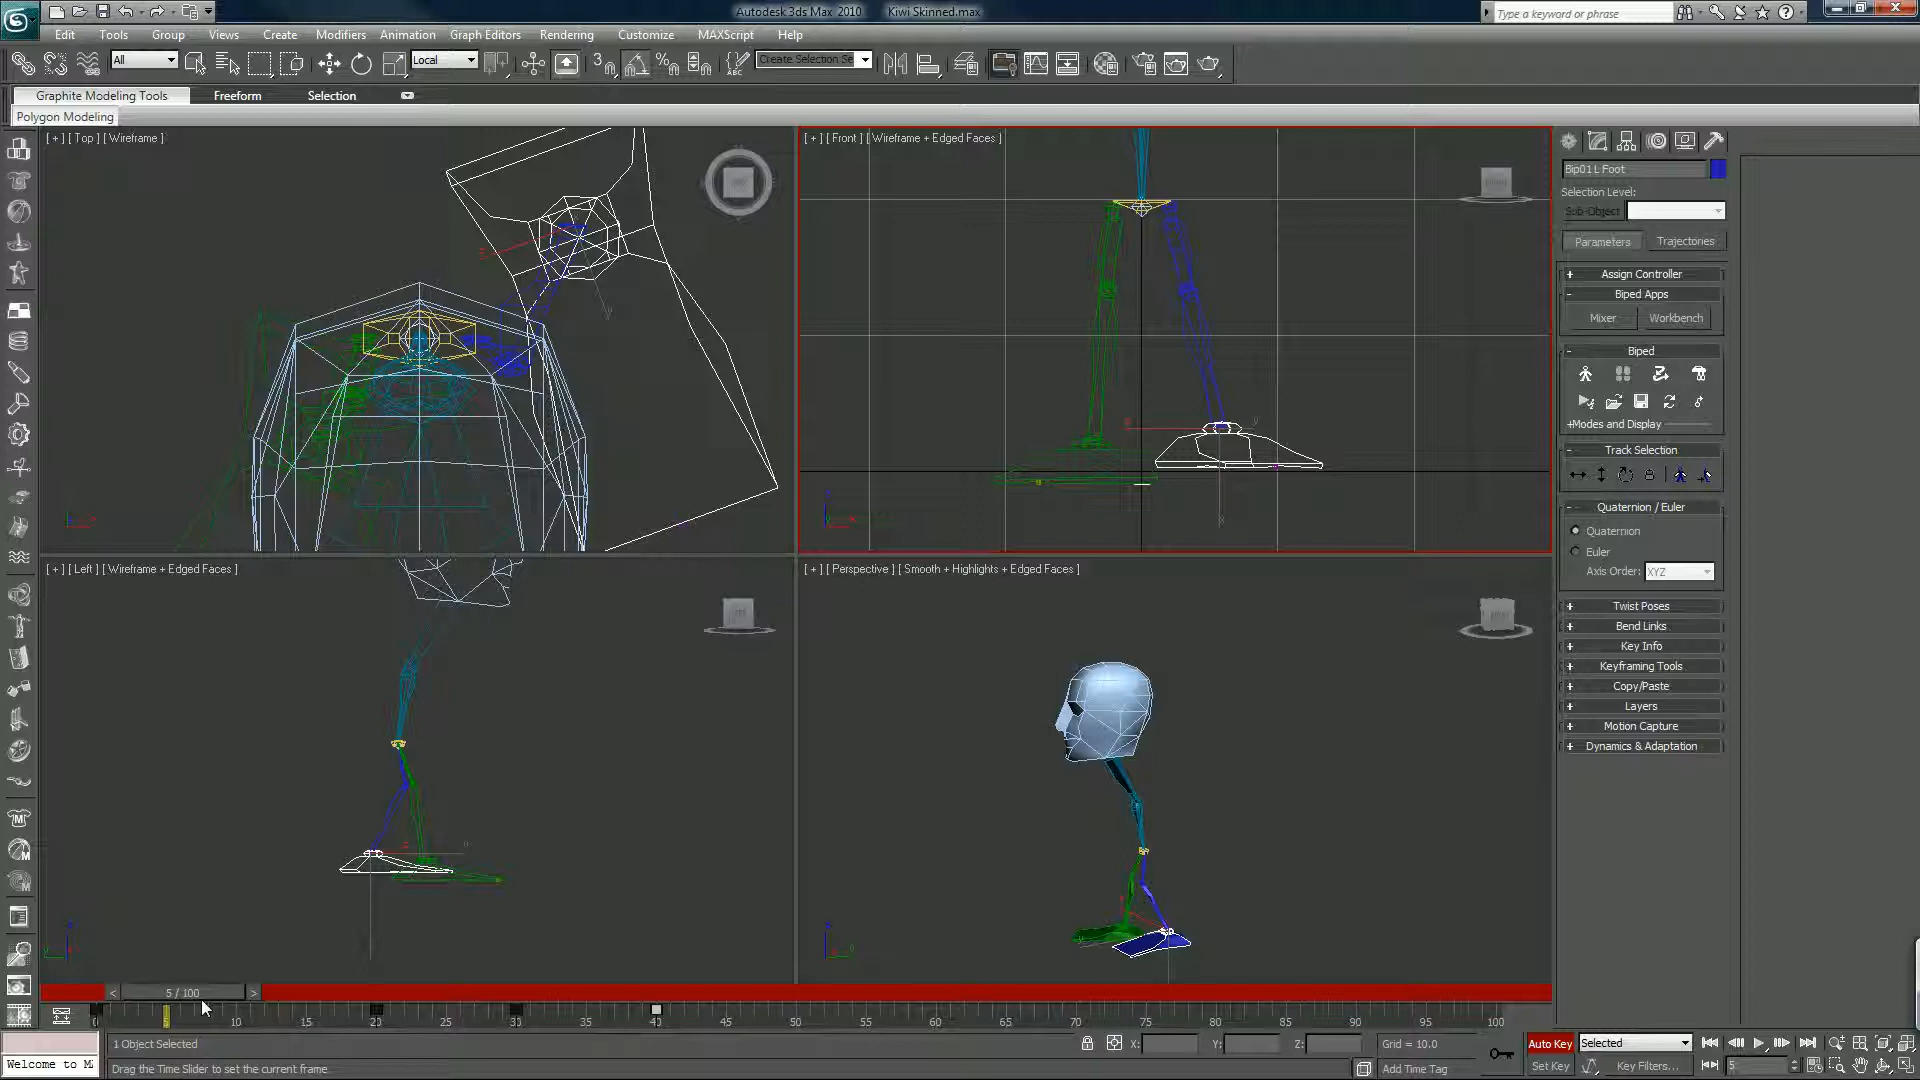 Autodesk 3ds Max 2010 Kiwi Skinned.max
Type a keyword or phrase
Edit Tools Group Views Create Modifiers Animation Graph Editors Rendering Customize MAXScript Help
All Local Create Selection Se
Graphite Modeling Tools Freeform Selection
Polygon Modeling
[ + ] [ Top ] [ Wireframe ]
[ + ] [ Front ] [ Wireframe + Edged Faces ]
[ + ] [ Left ] [ Wireframe + Edged Faces ]
[ + ] [ Perspective ] [ Smooth + Highlights + Edged Faces ]
Bip01 L Foot
Selection Level:
Sub-Object
Parameters Trajectories
+ Assign Controller
- Biped Apps
Mixer Workbench
- Biped
+Modes and Display
- Track Selection
- Quaternion / Euler
Quaternion
Euler
Axis Order: XYZ
+ Twist Poses
+ Bend Links
+ Key Info
+ Keyframing Tools
+ Copy/Paste
+ Layers
+ Motion Capture
+ Dynamics & Adaptation
< 5 / 100 >
0 5 10 15 20 25 30 35 40 45 50 55 60 65 70 75 80 85 90 95 100
1 Object Selected X: Y: Z: Grid = 10.0 Auto Key Selected
Welcome to M Drag the Time Slider to set the current frame Add Time Tag Set Key Key Filters... 5